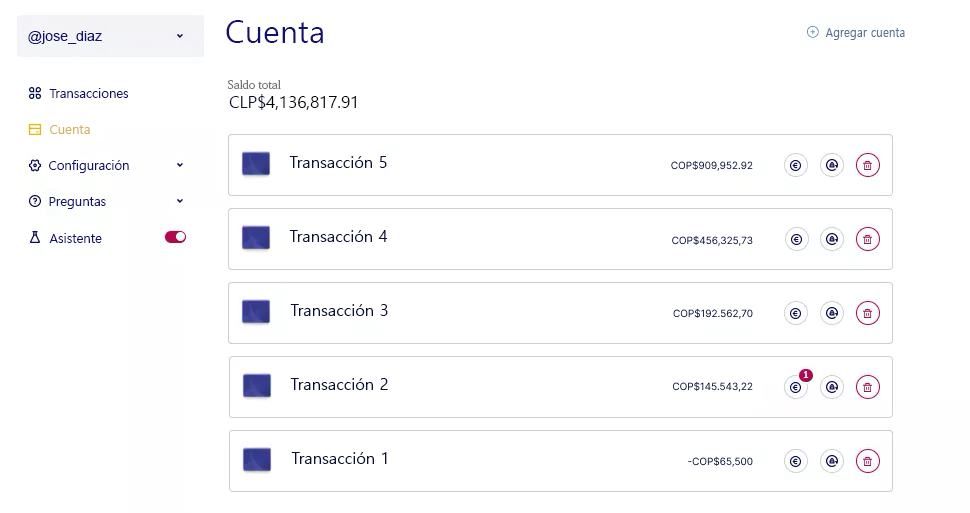 @jose_diaz
Cuenta
Agregar cuenta
Transacciones
Cuenta
Configuración
Preguntas
Asistente
Saldo total
CLP$4,136,817.91
Transacción 5
COP$909,952.92
Transacción 4
COP$456,325,73
Transacción 3
COP$192.562,70
Transacción 2
COP$145.543,22
1
Transacción 1
-COP$65,500